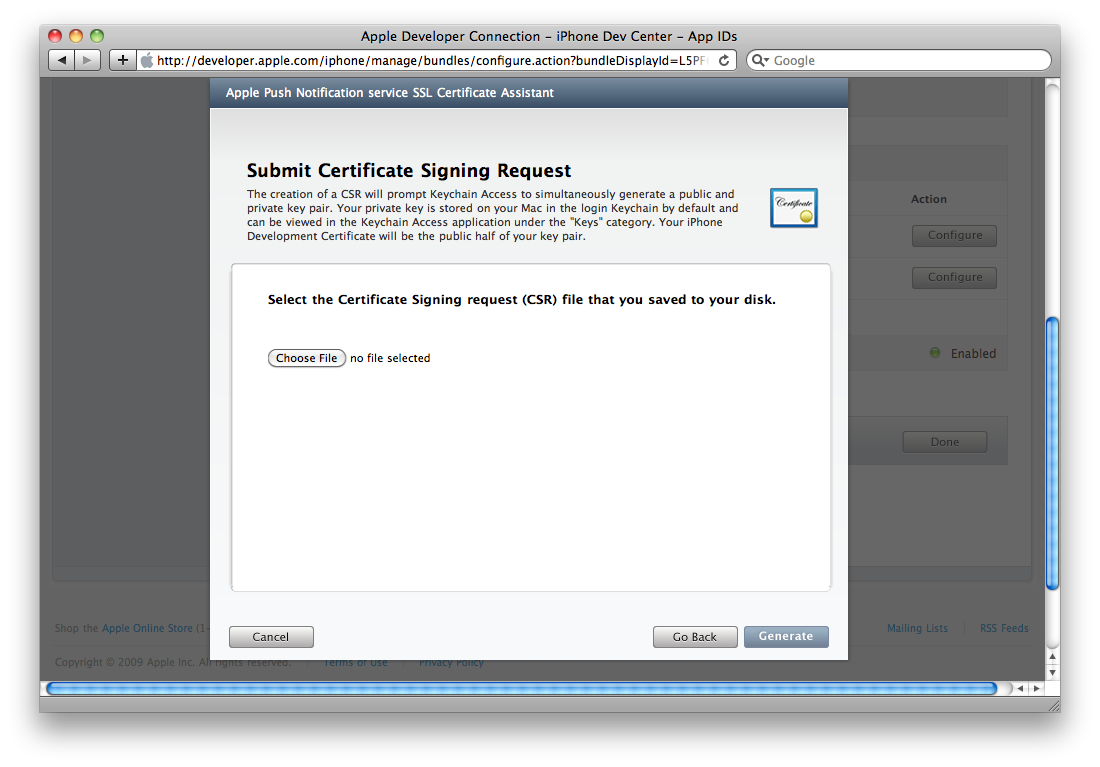 Apple Developer Connection – iPhone Dev Center – App IDs
http://developer.apple.com/iphone/manage/bundles/configure.action?bundleDisplayId=L5PF
Google
Apple Push Notification service SSL Certificate Assistant
Submit Certificate Signing Request
The creation of a CSR will prompt Keychain Access to simultaneously generate a public and
private key pair. Your private key is stored on your Mac in the login Keychain by default and
can be viewed in the Keychain Access application under the "Keys" category. Your iPhone
Development Certificate will be the public half of your key pair.
Certificate
Action
Configure
Configure
Select the Certificate Signing request (CSR) file that you saved to your disk.
Choose File no file selected
Enabled
Done
Cancel
Go Back
Generate
Shop the Apple Online Store (1-
Mailing Lists
RSS Feeds
Copyright © 2009 Apple Inc. All rights reserved.
Terms of Use
Privacy Policy